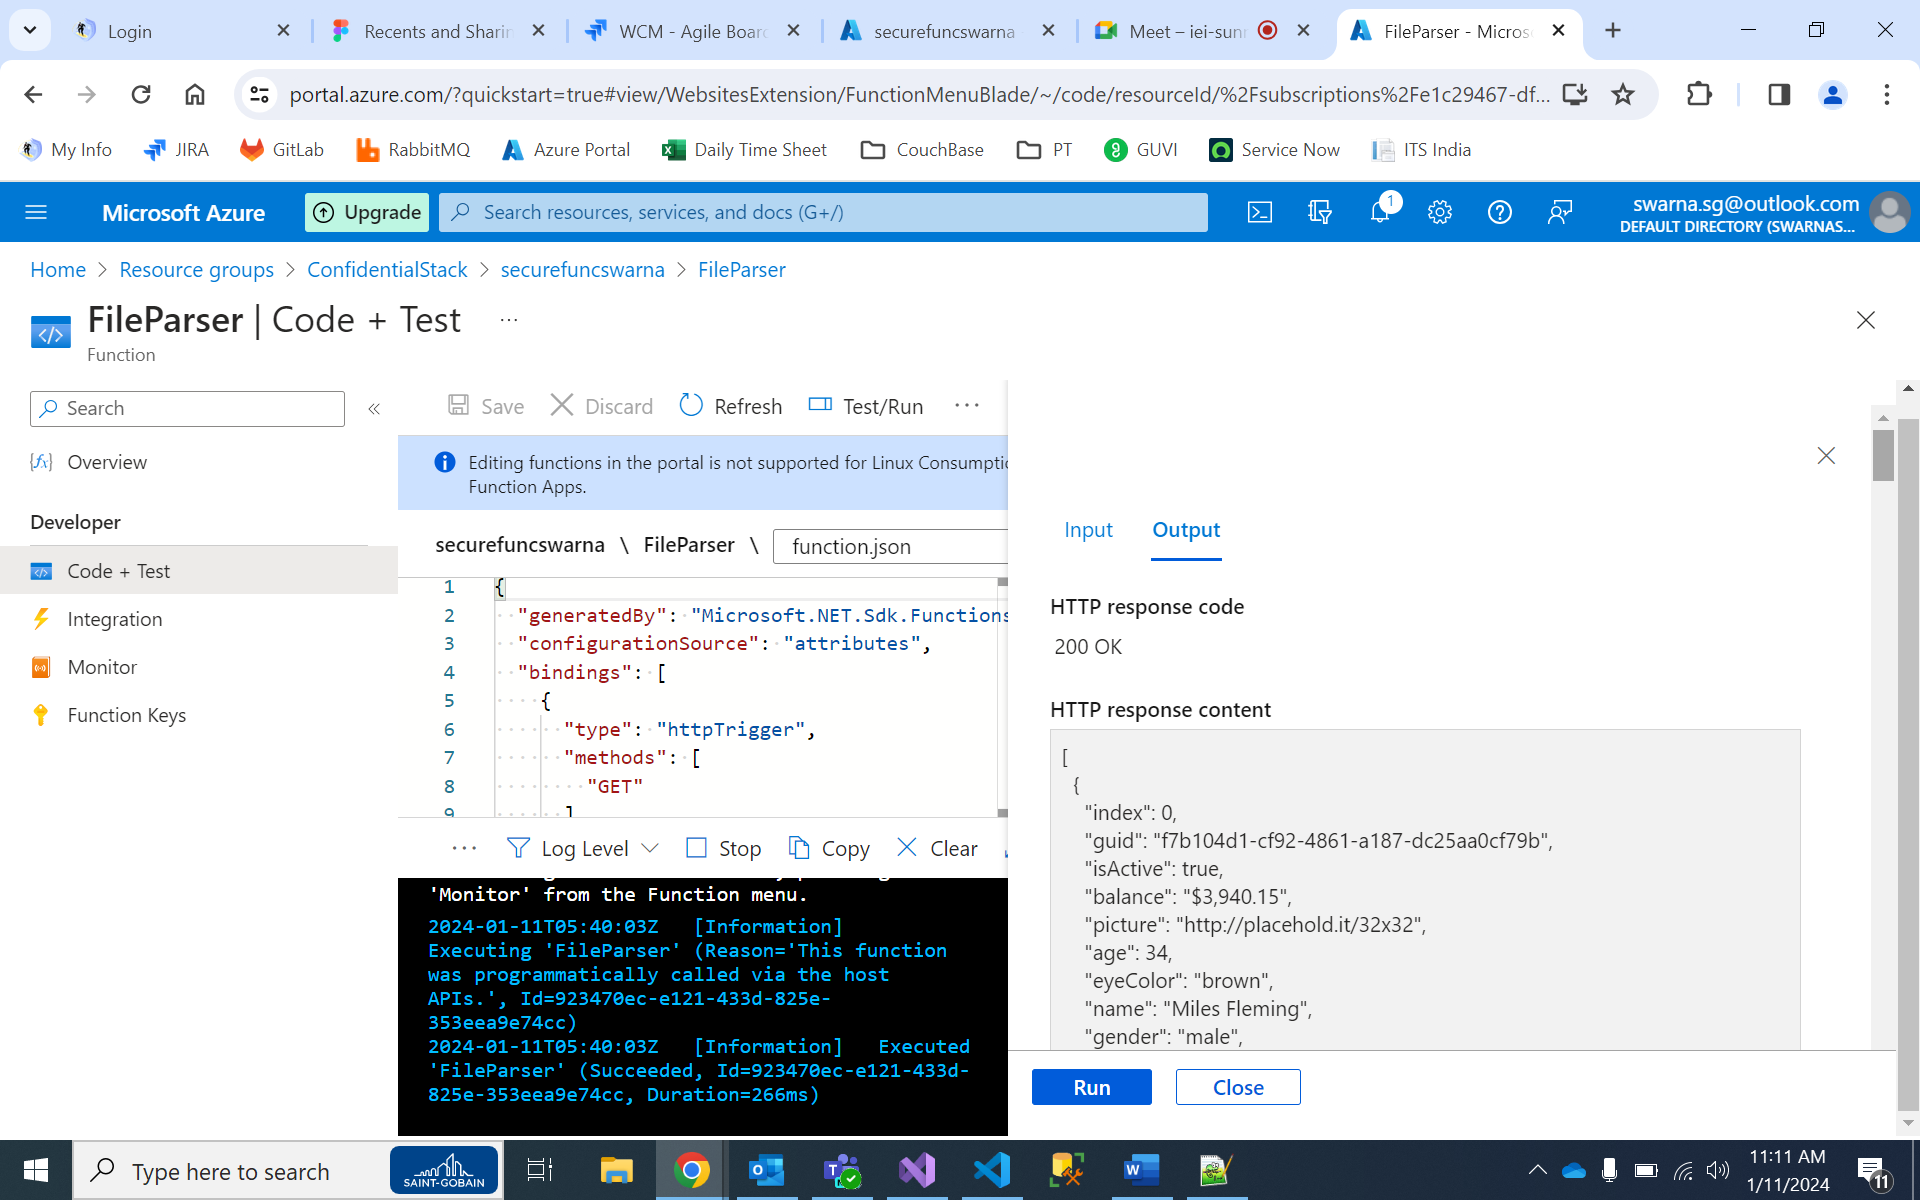 Login
Recents and Sharin
WCM - Agile Board
securefuncswarna
Meet – iei-sunr
FileParser - Micros
portal.azure.com/?quickstart=true#view/WebsitesExtension/FunctionMenuBlade/~/code/resourceId/%2Fsubscriptions%2Fe1c29467-df...
My Info
JIRA
GitLab
RabbitMQ
Azure Portal
Daily Time Sheet
CouchBase
PT
GUVI
Service Now
ITS India
Microsoft Azure
Upgrade
Search resources, services, and docs (G+/)
1
swarna.sg@outlook.com
DEFAULT DIRECTORY (SWARNAS...
Home > Resource groups > ConfidentialStack > securefuncswarna > FileParser
FileParser | Code + Test ...
Function
Search
«
Overview
Developer
Code + Test
Integration
Monitor
Function Keys
Save
Discard
Refresh
Test/Run
...
Editing functions in the portal is not supported for Linux Consumptio
Function Apps.
securefuncswarna \ FileParser \ function.json
1 {
2 "generatedBy": "Microsoft.NET.Sdk.Functions
3 "configurationSource": "attributes",
4 "bindings": [
5 {
6 "type": "httpTrigger",
7 "methods": [
8 "GET"
9 ]
...
Log Level
Stop
Copy
Clear
'Monitor' from the Function menu.
2024-01-11T05:40:03Z [Information]
Executing 'FileParser' (Reason='This function
was programmatically called via the host
APIs.', Id=923470ec-e121-433d-825e-
353eea9e74cc)
2024-01-11T05:40:03Z [Information] Executed
'FileParser' (Succeeded, Id=923470ec-e121-433d-
825e-353eea9e74cc, Duration=266ms)
Input
Output
HTTP response code
200 OK
HTTP response content
[
{
"index": 0,
"guid": "f7b104d1-cf92-4861-a187-dc25aa0cf79b",
"isActive": true,
"balance": "$3,940.15",
"picture": "http://placehold.it/32x32",
"age": 34,
"eyeColor": "brown",
"name": "Miles Fleming",
"gender": "male",
Run
Close
Type here to search
SAINT-GOBAIN
11:11 AM
1/11/2024
11